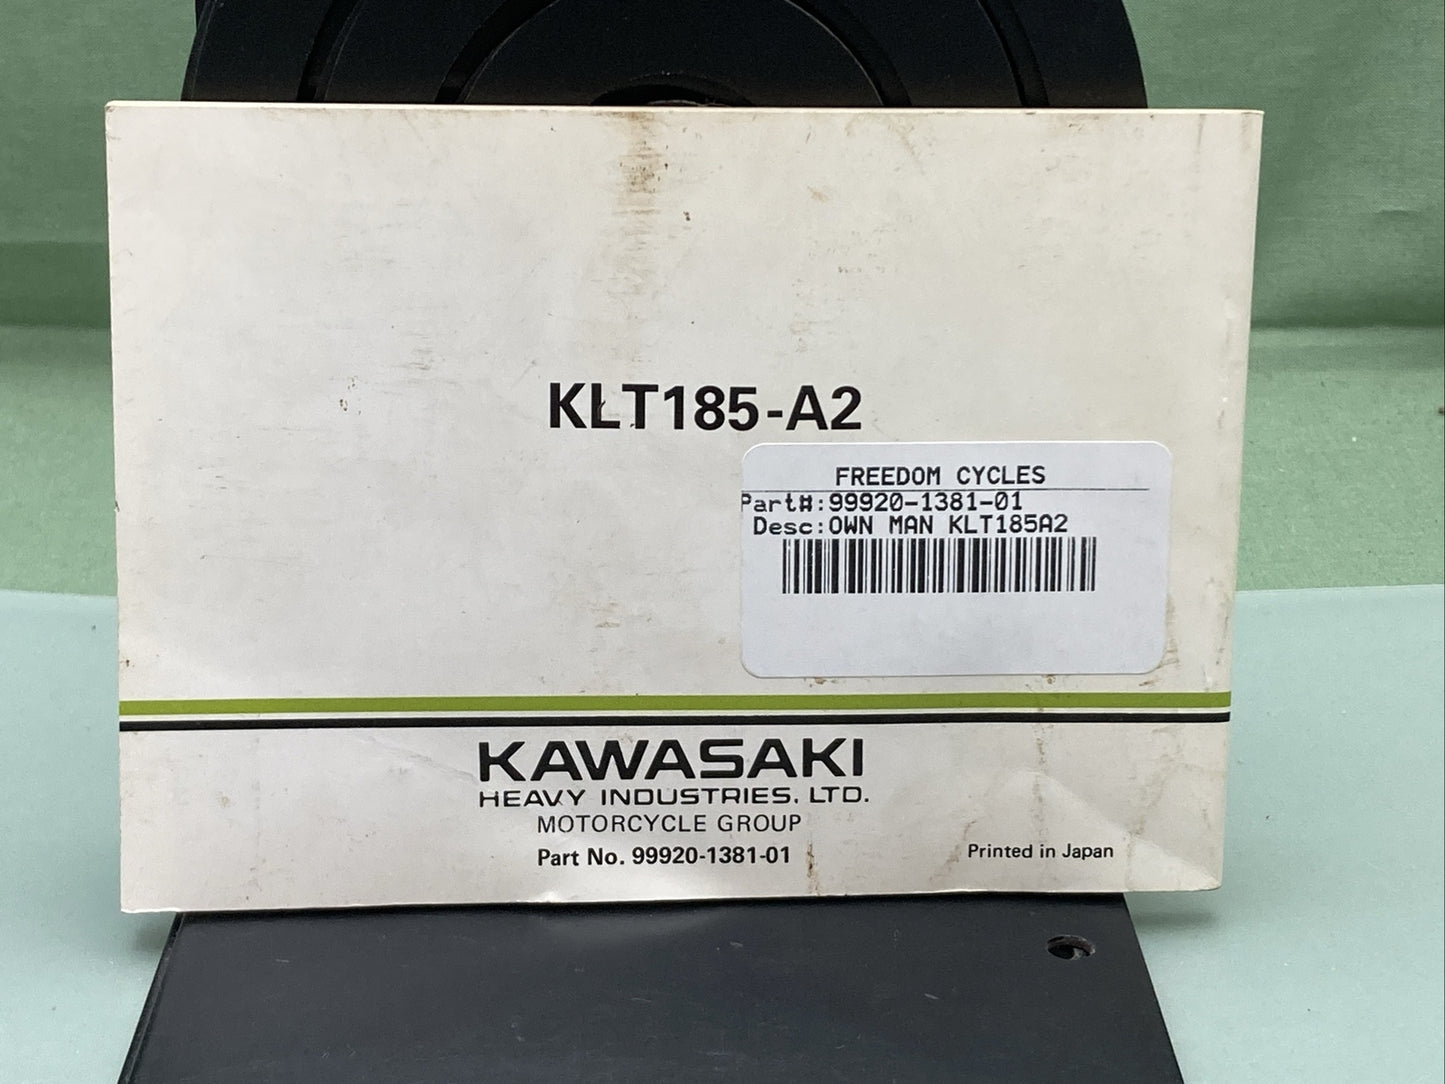 KLT185-A2
FREEDOM CYCLES
Part#:99920-1381-01
Desc:OWN MAN KLT185A2
KAWASAKI
HEAVY INDUSTRIES, LTD.
MOTORCYCLE GROUP
Part No. 99920-1381-01
Printed in Japan